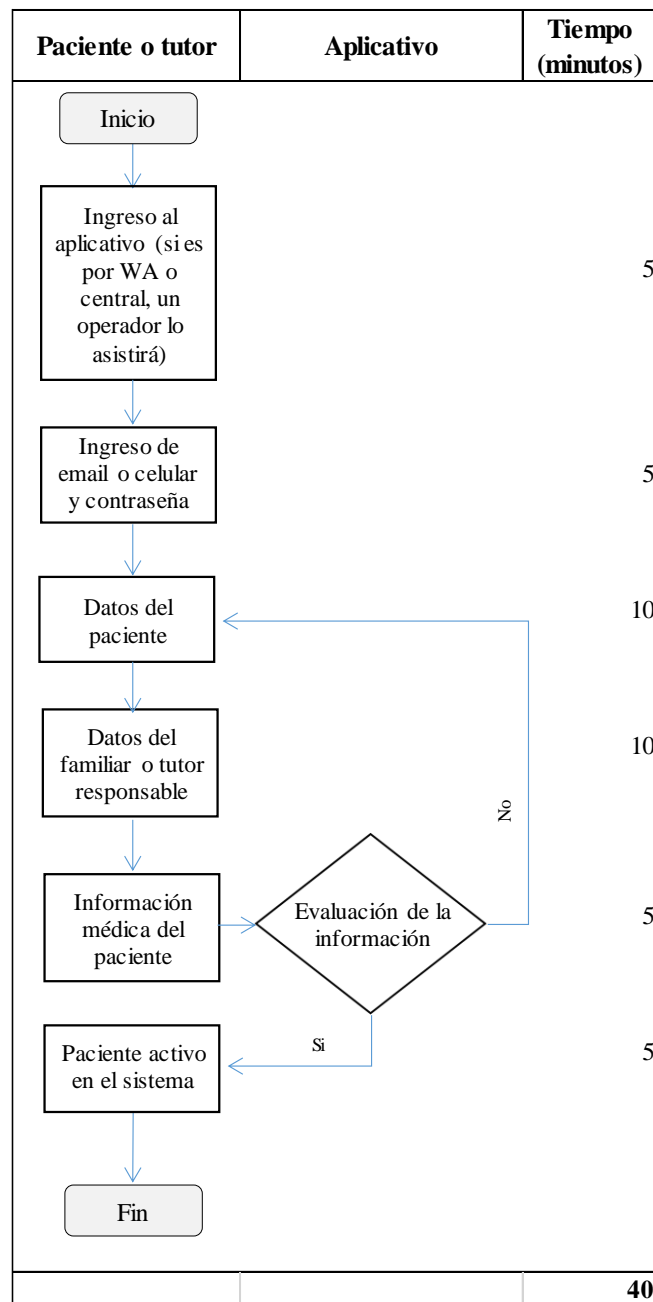 Paciente o tutor
Aplicativo
Tiempo
(minutos)
Inicio
Ingreso al
aplicativo (si es
por WA o
central, un
operador lo
asistirá)
5
Ingreso de
email o celular
y contraseña
5
Datos del
paciente
10
Datos del
familiar o tutor
responsable
10
No
Información
médica del
paciente
Evaluación de la
información
5
Si
Paciente activo
en el sistema
5
Fin
40